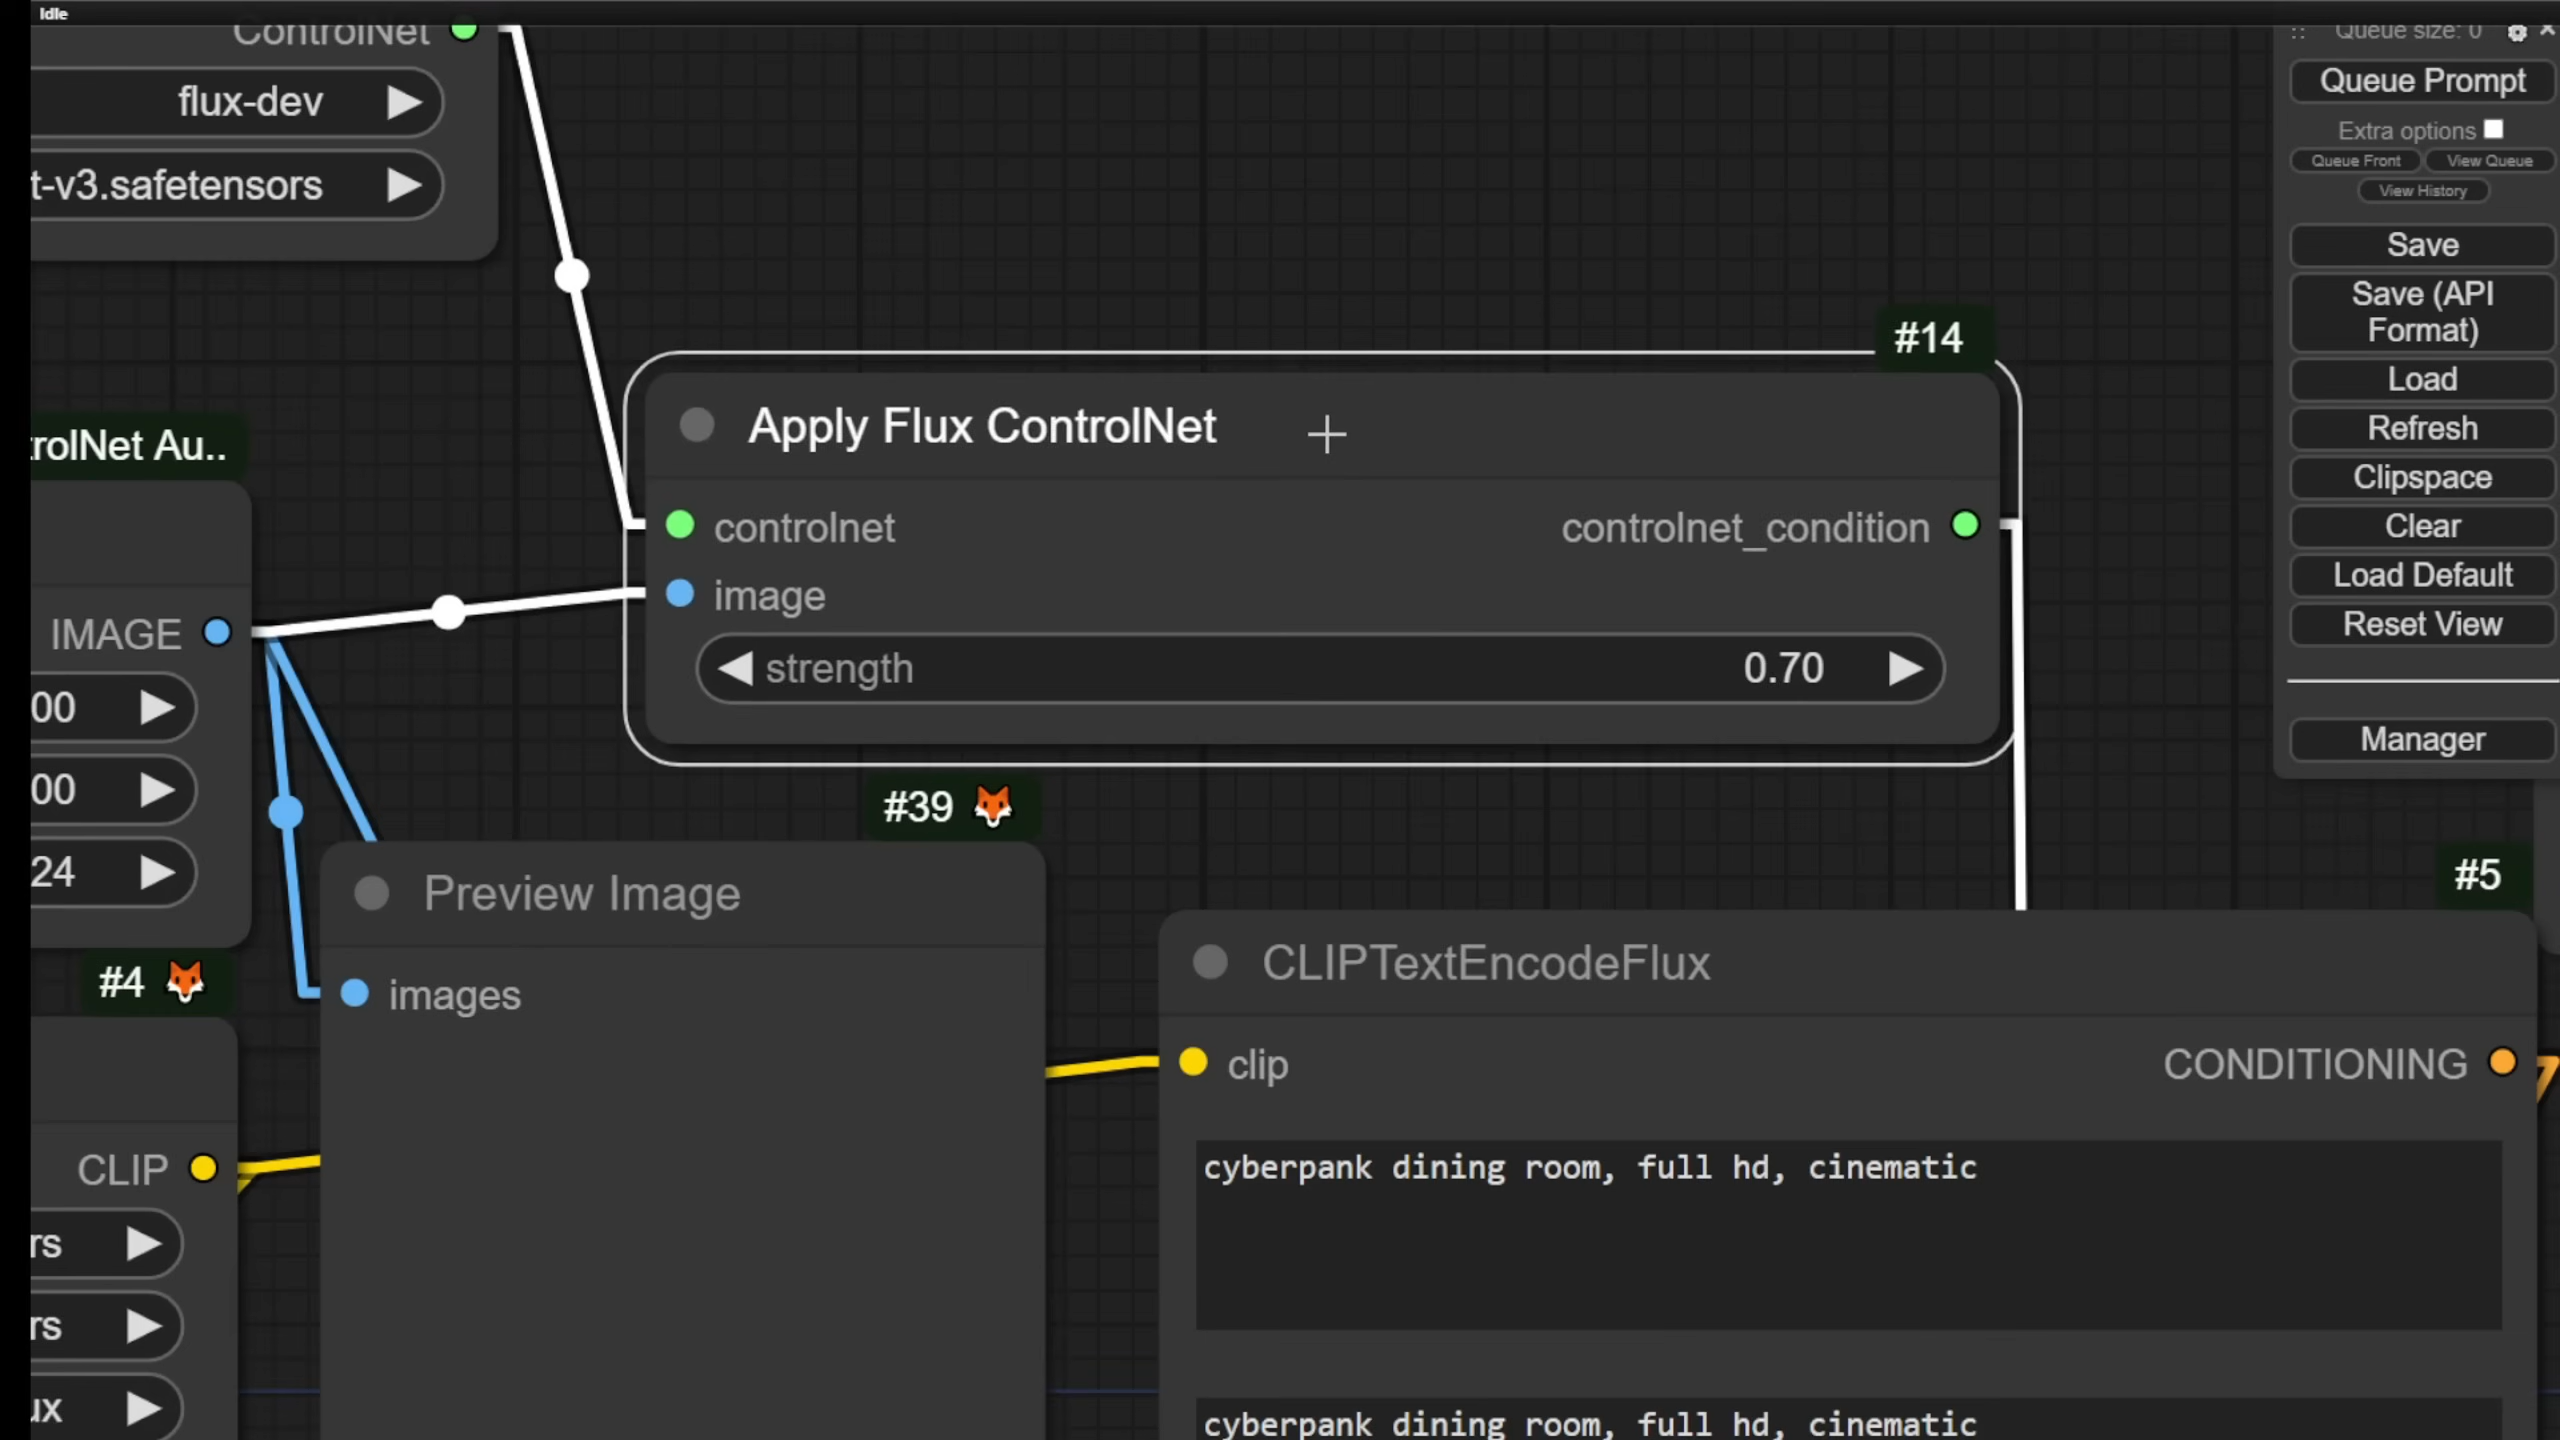 Idle
ControlNet
flux-dev
t-v3.safetensors
Queue size: 0
Queue Prompt
Extra options
Queue Front
View Queue
View History
Save
Save (API
Format)
Load
Refresh
Clipspace
Clear
Load Default
Reset View
Manager
#14
Apply Flux ControlNet
controlnet
controlnet_condition
image
strength
0.70
trolNet Au..
IMAGE
00
00
24
#39
Preview Image
images
#4
CLIP
rs
rs
ux
#5
CLIPTextEncodeFlux
clip
CONDITIONING
cyberpank dining room, full hd, cinematic
cyberpank dining room, full hd, cinematic